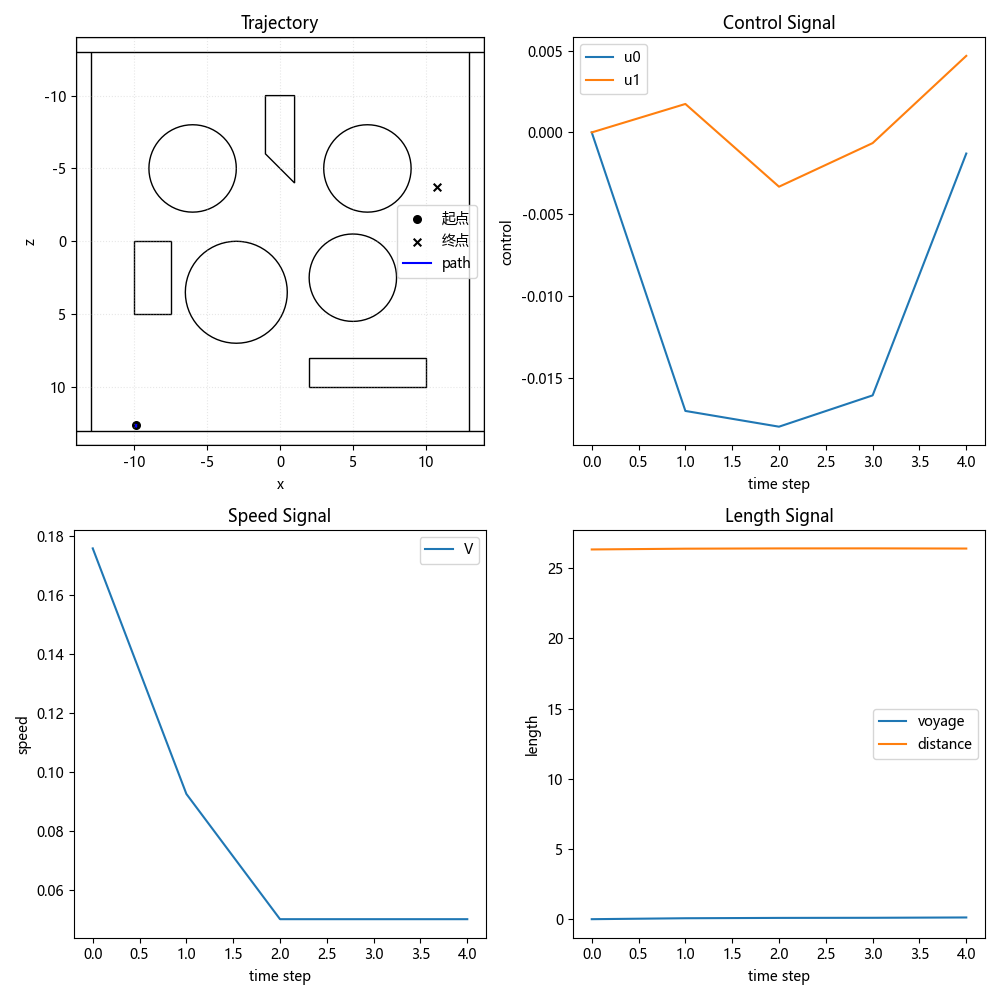 Trajectory
-10
-5
0
5
10
z
-10
-5
0
5
10
x
起点
终点
path
Control Signal
0.005
0.000
-0.005
-0.010
-0.015
control
0.0
0.5
1.0
1.5
2.0
2.5
3.0
3.5
4.0
time step
u0
u1
Speed Signal
0.18
0.16
0.14
0.12
0.10
0.08
0.06
speed
0.0
0.5
1.0
1.5
2.0
2.5
3.0
3.5
4.0
time step
V
Length Signal
25
20
15
10
5
0
length
0.0
0.5
1.0
1.5
2.0
2.5
3.0
3.5
4.0
time step
voyage
distance